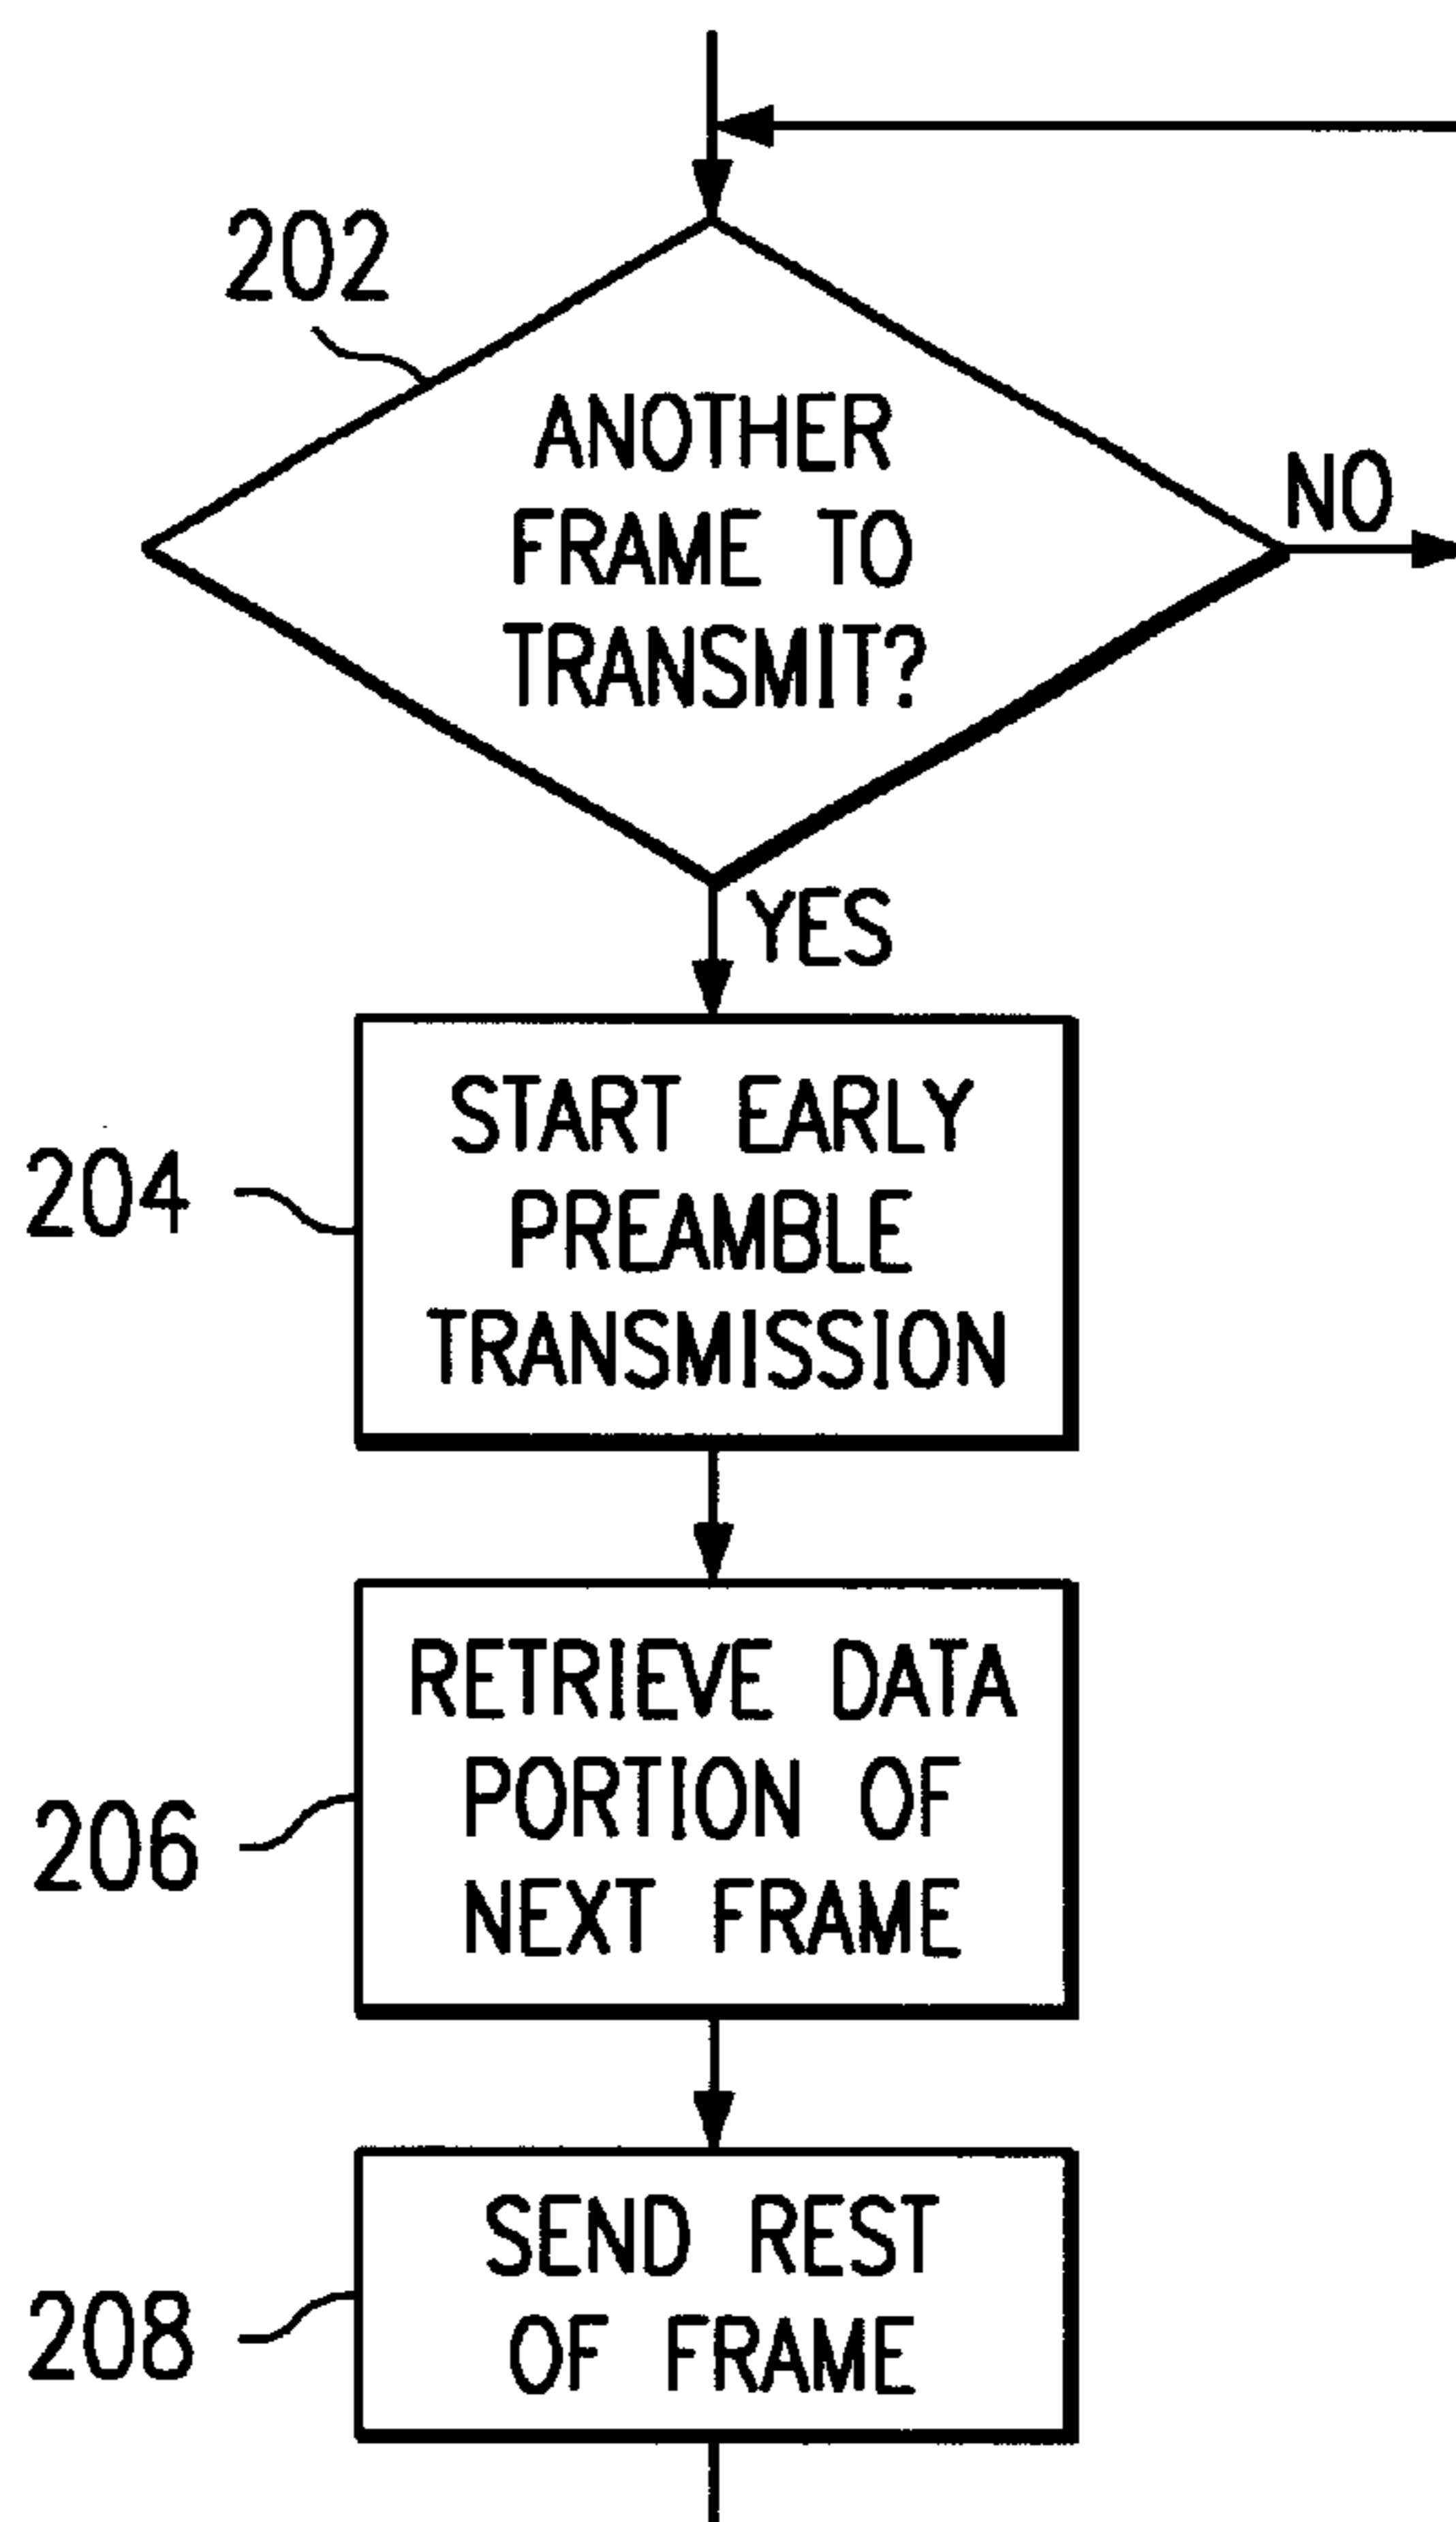 202
ANOTHER
FRAME TO
TRANSMIT?
NO
YES
204
START EARLY
PREAMBLE
TRANSMISSION
206
RETRIEVE DATA
PORTION OF
NEXT FRAME
208
SEND REST
OF FRAME